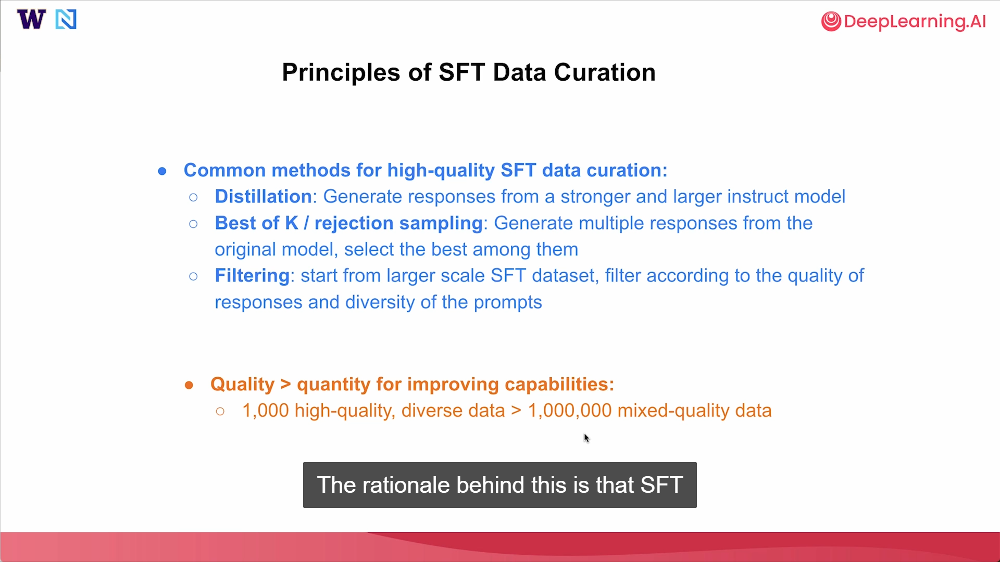 W N
DeepLearning.AI
Principles of SFT Data Curation
● Common methods for high-quality SFT data curation:
○ Distillation: Generate responses from a stronger and larger instruct model
○ Best of K / rejection sampling: Generate multiple responses from the
original model, select the best among them
○ Filtering: start from larger scale SFT dataset, filter according to the quality of
responses and diversity of the prompts
● Quality > quantity for improving capabilities:
○ 1,000 high-quality, diverse data > 1,000,000 mixed-quality data
The rationale behind this is that SFT